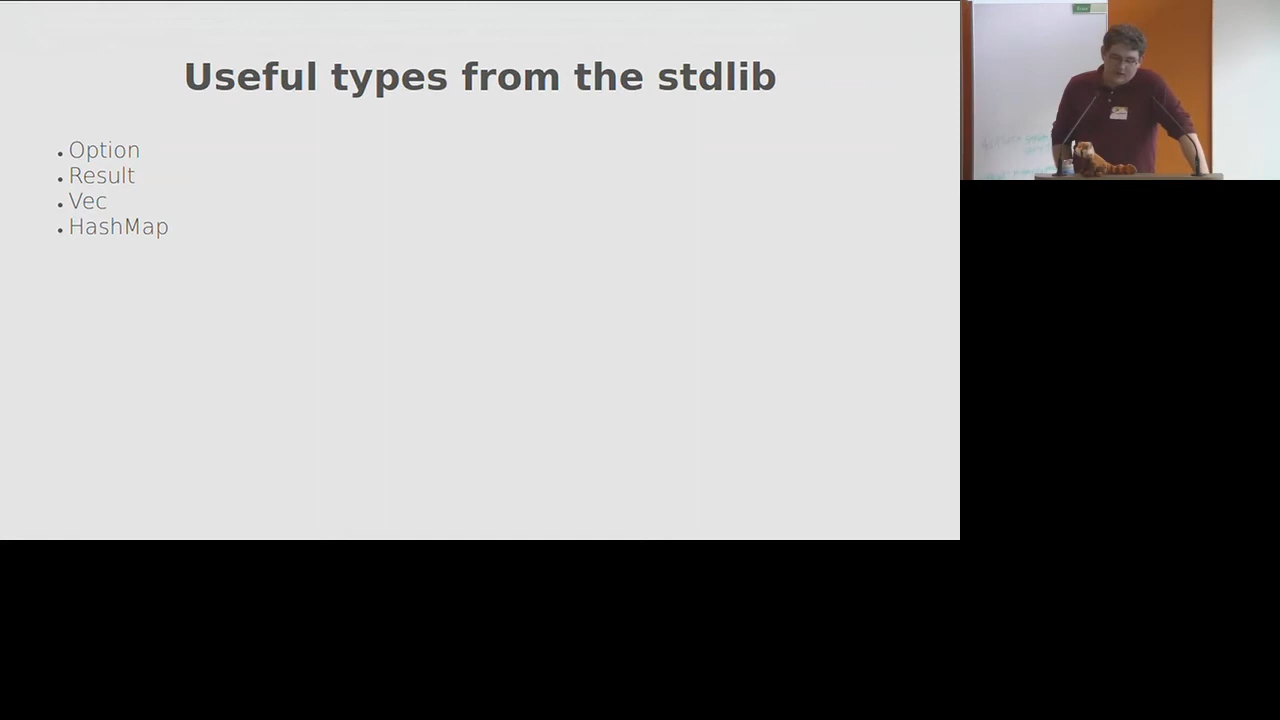 Useful types from the stdlib
• Option
• Result
• Vec
• HashMap